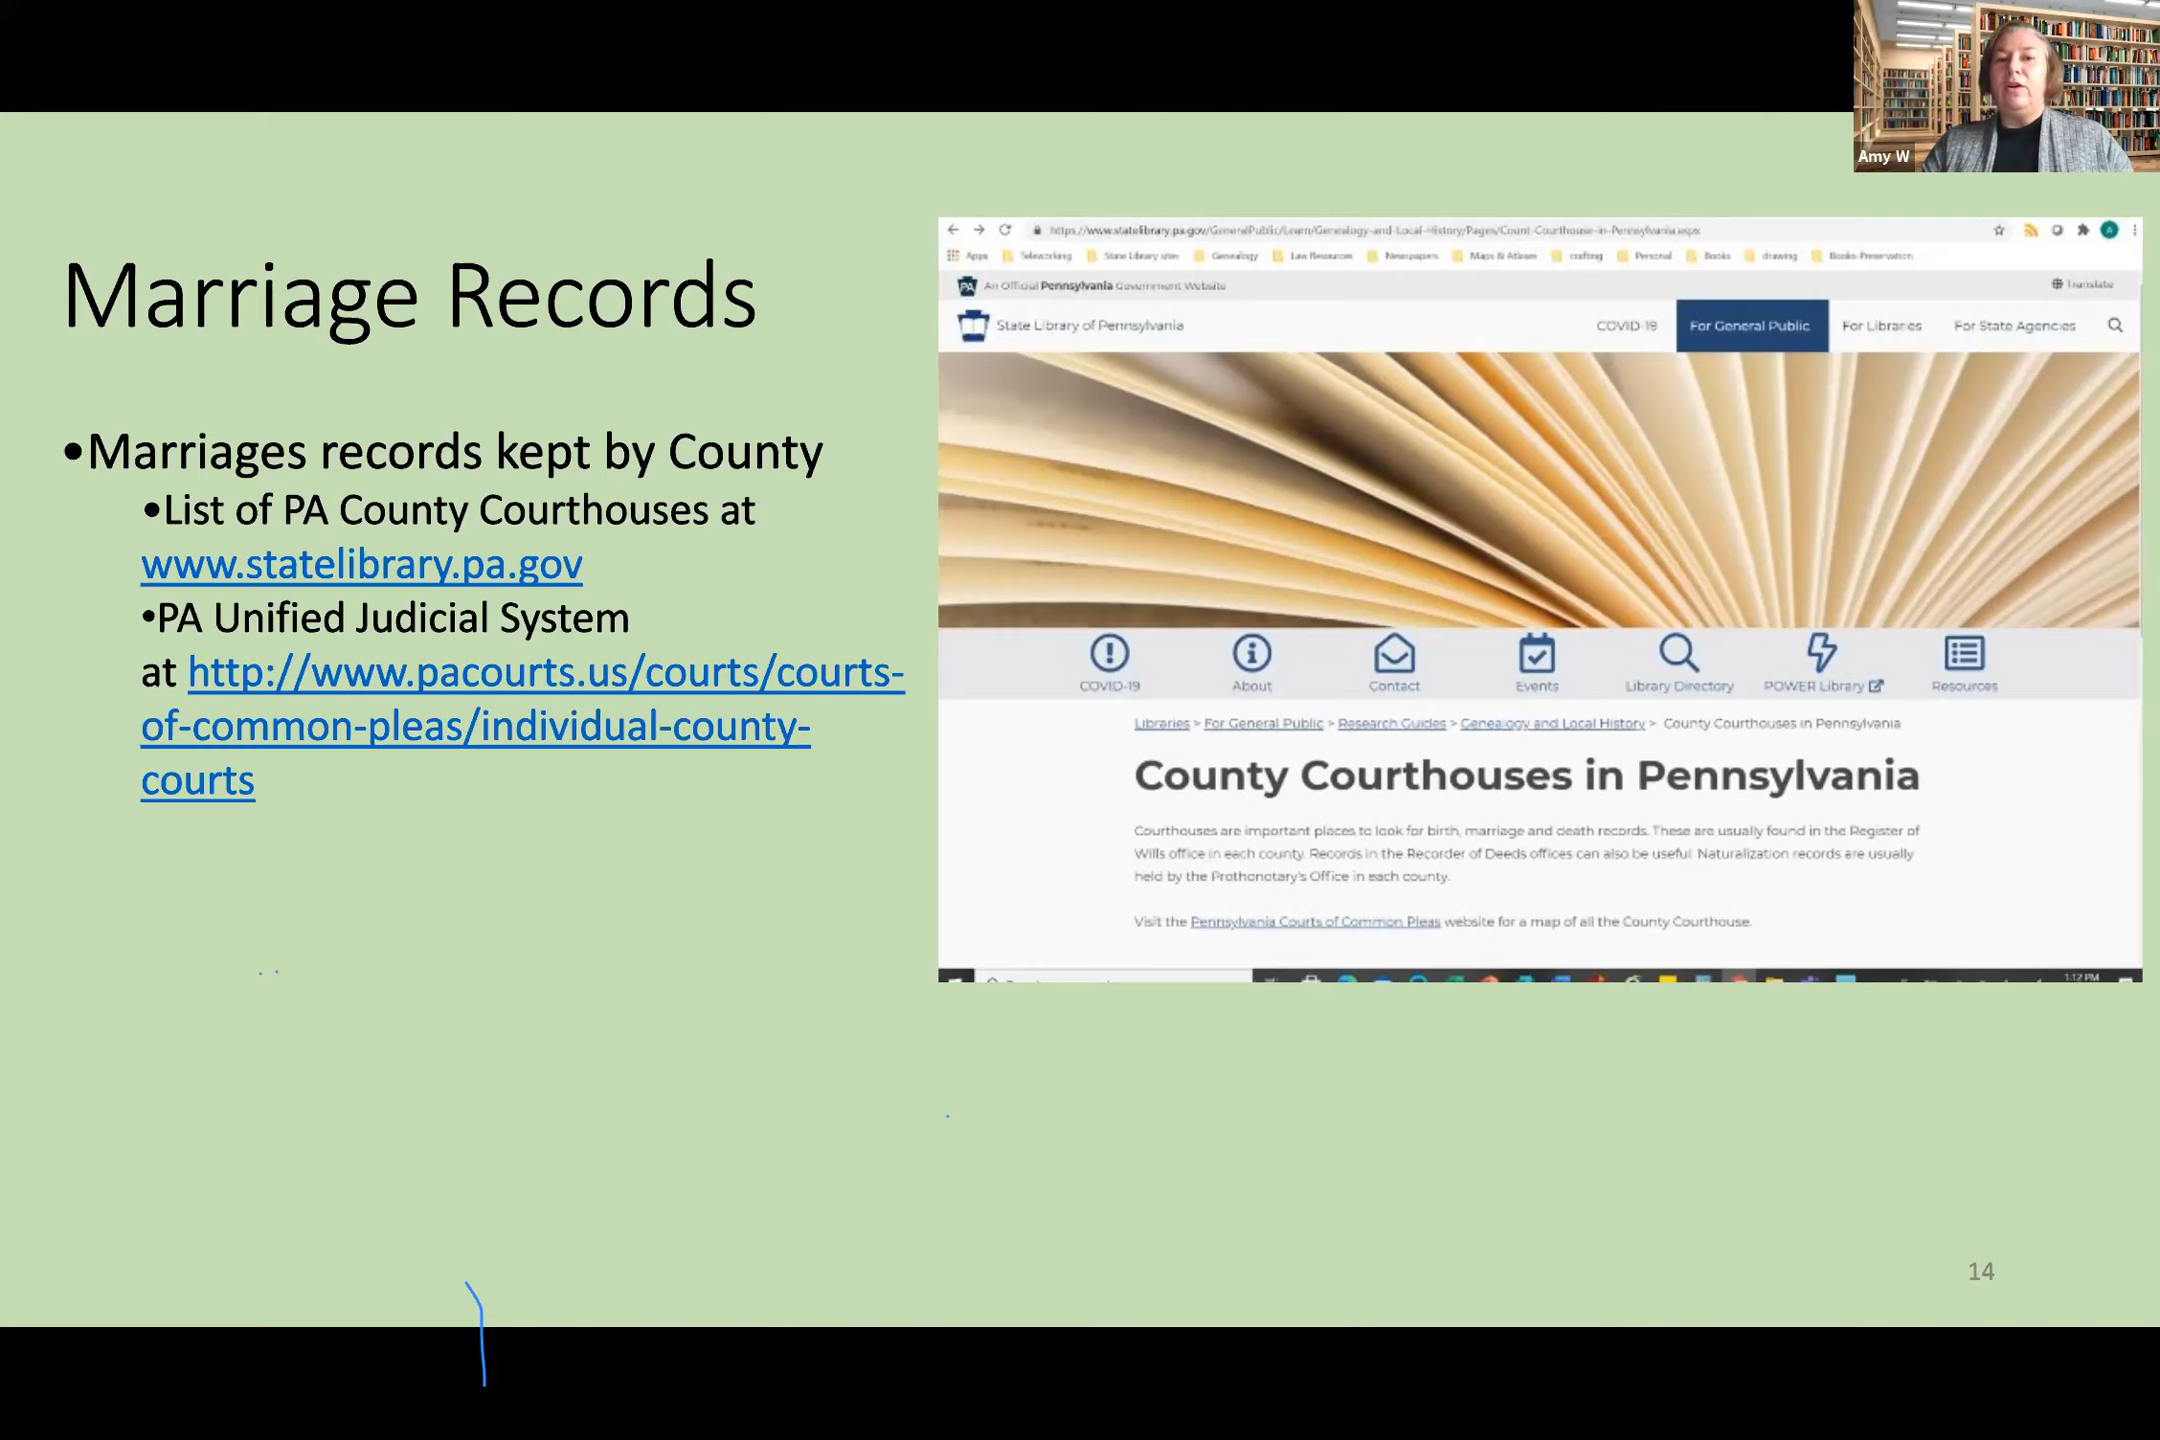 Amy W
Marriage Records
•Marriages records kept by County
•List of PA County Courthouses at
www.statelibrary.pa.gov
•PA Unified Judicial System
at http://www.pacourts.us/courts/courts-
of-common-pleas/individual-county-
courts
https://www.statelibrary.pa.gov/GeneralPublic/Learn/Genealogy-and-Local-History/Pages/Count-Courthouse-in-Pennsylvania.aspx
Apps Teleworking State Library sites Genealogy Law Resources Newspapers Maps & Atlases crafting Personal Books drawing Books-Preservation
PA An Official Pennsylvania Government Website Translate
State Library of Pennsylvania COVID-19 For General Public For Libraries For State Agencies
COVID-19 About Contact Events Library Directory POWER Library Resources
Libraries > For General Public > Research Guides > Genealogy and Local History > County Courthouses in Pennsylvania
County Courthouses in Pennsylvania
Courthouses are important places to look for birth, marriage and death records. These are usually found in the Register of
Wills office in each county. Records in the Recorder of Deeds offices can also be useful. Naturalization records are usually
held by the Prothonotary's Office in each county.
Visit the Pennsylvania Courts of Common Pleas website for a map of all the County Courthouse.
1:12 PM
14